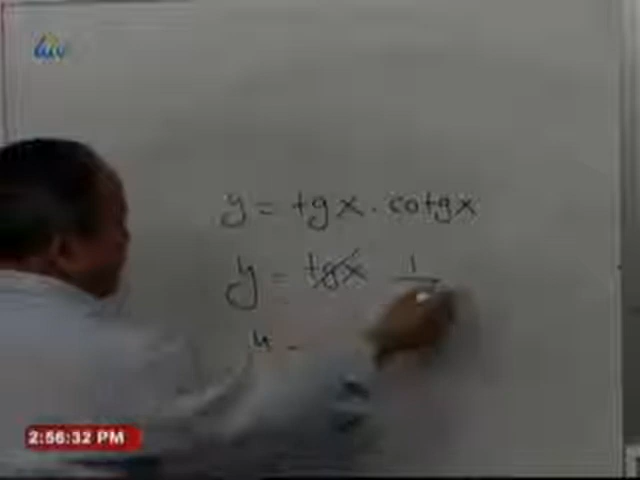 y = tgx . cotgx
y = tgx 1
y =
2:56:32 PM